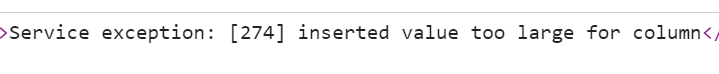 >Service exception: [274] inserted value too large for column</